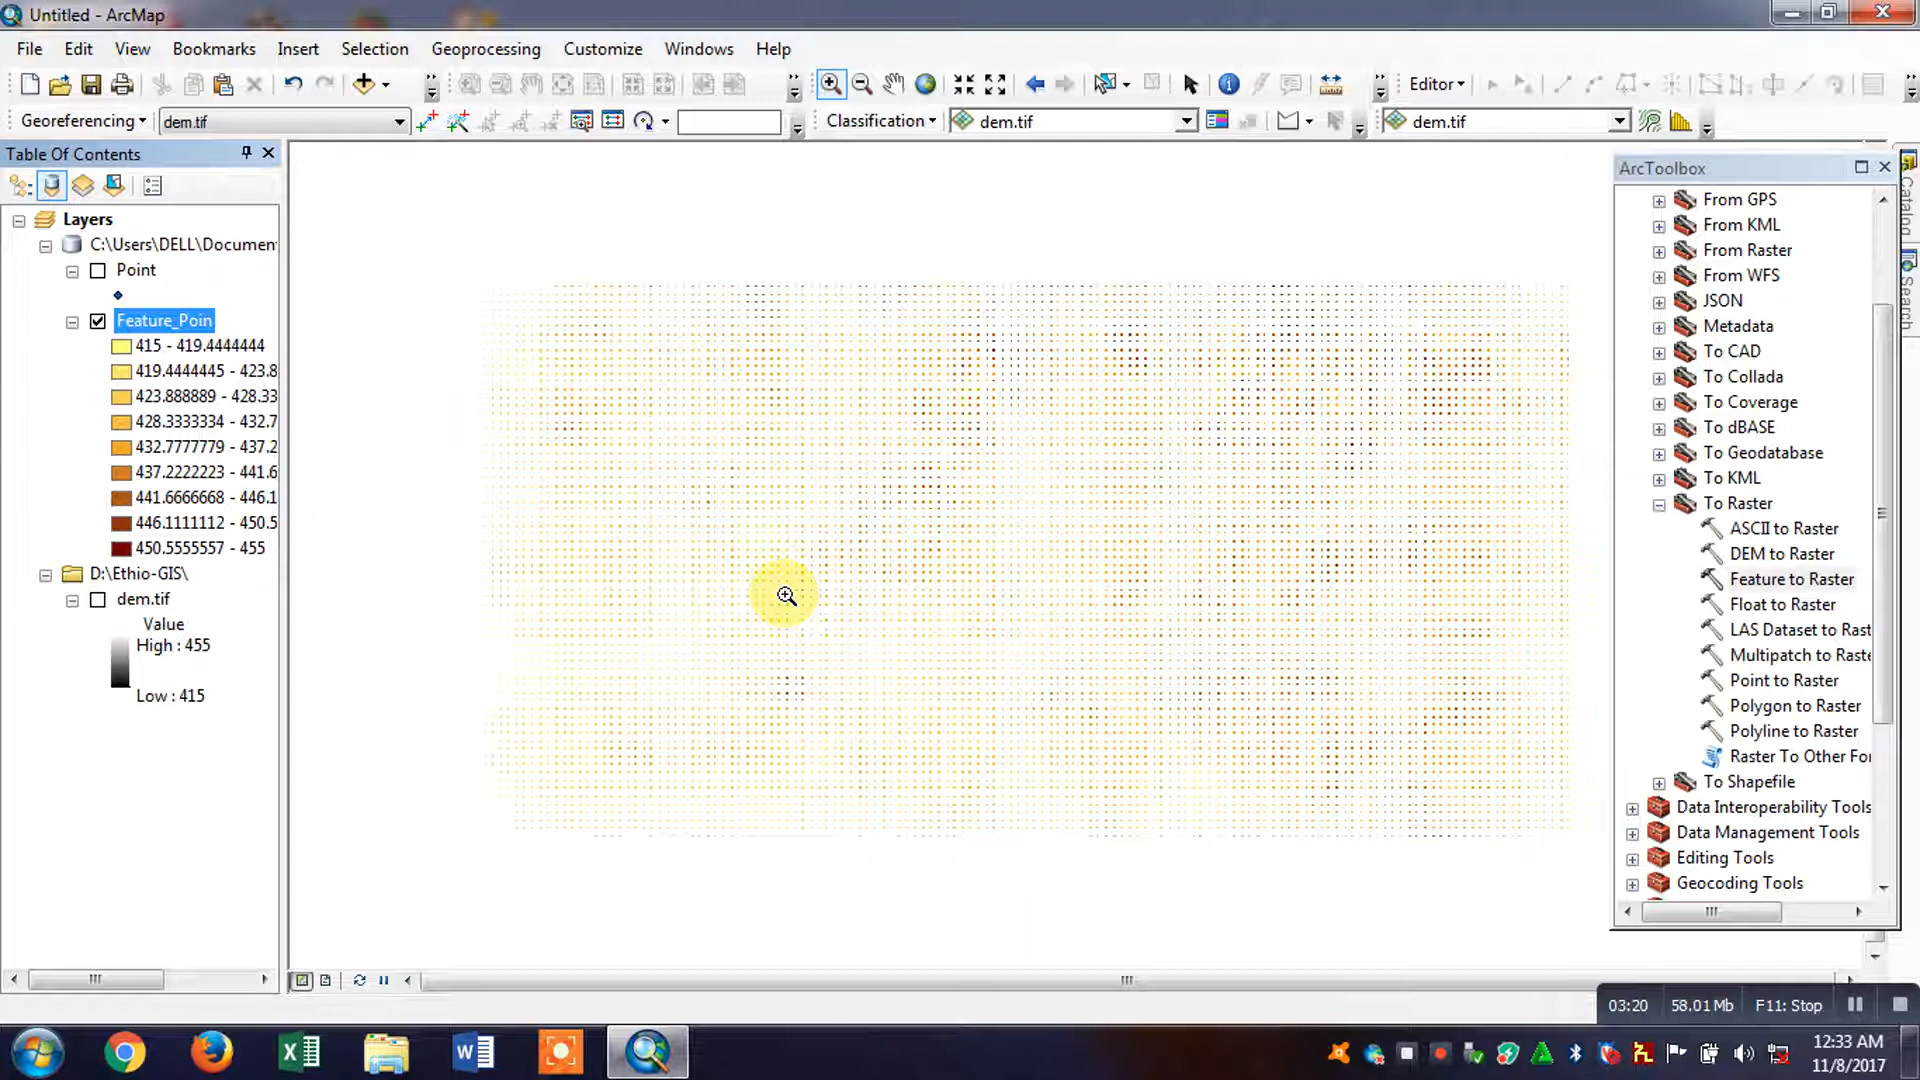 Untitled - ArcMap
File Edit View Bookmarks Insert Selection Geoprocessing Customize Windows Help
Editor
Georeferencing dem.tif Classification dem.tif dem.tif
Table Of Contents
ArcToolbox
Catalog
Search
Layers
C:\Users\DELL\Documen
Point
Feature_Poin
415 - 419.4444444
419.4444445 - 423.8
423.888889 - 428.33
428.3333334 - 432.7
432.7777779 - 437.2
437.2222223 - 441.6
441.6666668 - 446.1
446.1111112 - 450.5
450.5555557 - 455
D:\Ethio-GIS\
dem.tif
Value
High : 455
Low : 415
From GPS
From KML
From Raster
From WFS
JSON
Metadata
To CAD
To Collada
To Coverage
To dBASE
To Geodatabase
To KML
To Raster
ASCII to Raster
DEM to Raster
Feature to Raster
Float to Raster
LAS Dataset to Rast
Multipatch to Raste
Point to Raster
Polygon to Raster
Polyline to Raster
Raster To Other For
To Shapefile
Data Interoperability Tools
Data Management Tools
Editing Tools
Geocoding Tools
03:20 58.01 Mb F11: Stop
12:33 AM
11/8/2017